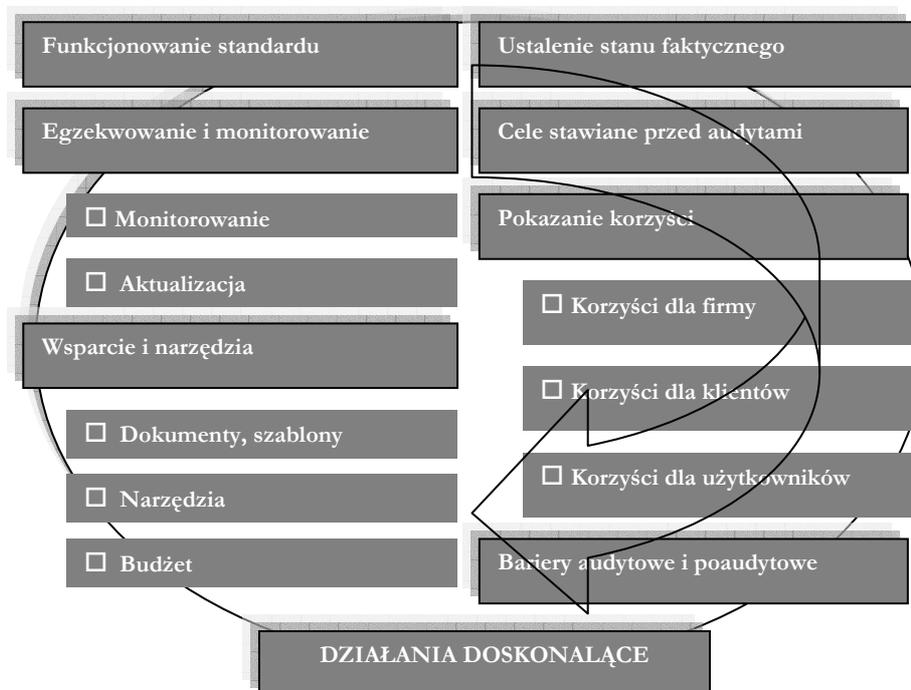 Funkcjonowanie standardu
Egzekwowanie i monitorowanie
☐ Monitorowanie
☐ Aktualizacja
Wsparcie i narzędzia
☐ Dokumenty, szablony
☐ Narzędzia
☐ Budżet
Ustalenie stanu faktycznego
Cele stawiane przed audytami
Pokazanie korzyści
☐ Korzyści dla firmy
☐ Korzyści dla klientów
☐ Korzyści dla użytkowników
Bariery audytowe i poaudytowe
DZIAŁANIA DOSKONALĄCE